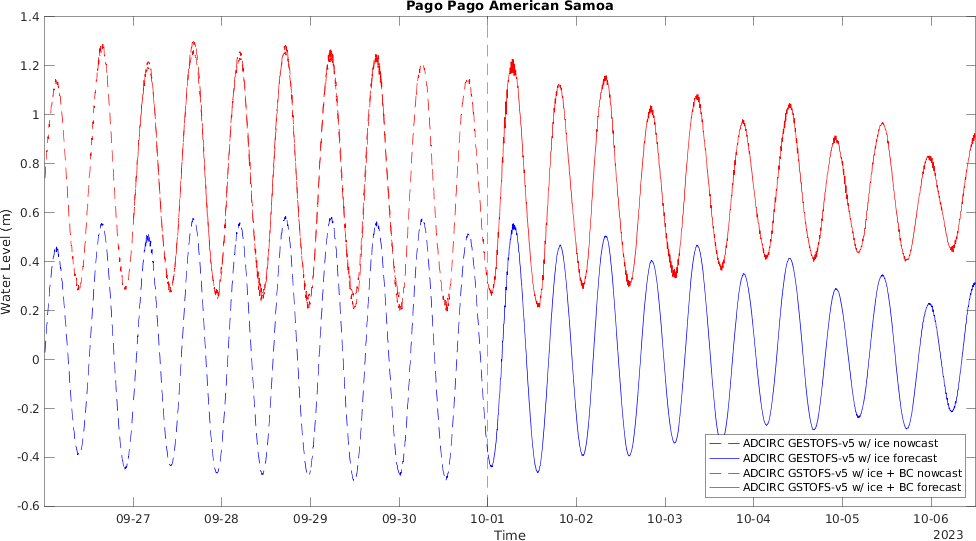 Pago Pago American Samoa
1.4
1.2
1
0.8
0.6
0.4
0.2
0
-0.2
-0.4
-0.6
Water Level (m)
ADCIRC GESTOFS-v5 w/ ice nowcast
ADCIRC GESTOFS-v5 w/ ice forecast
ADCIRC GSTOFS-v5 w/ ice + BC nowcast
ADCIRC GSTOFS-v5 w/ ice + BC forecast
09-27 09-28 09-29 09-30 10-01 10-02 10-03 10-04 10-05 10-06
Time 2023